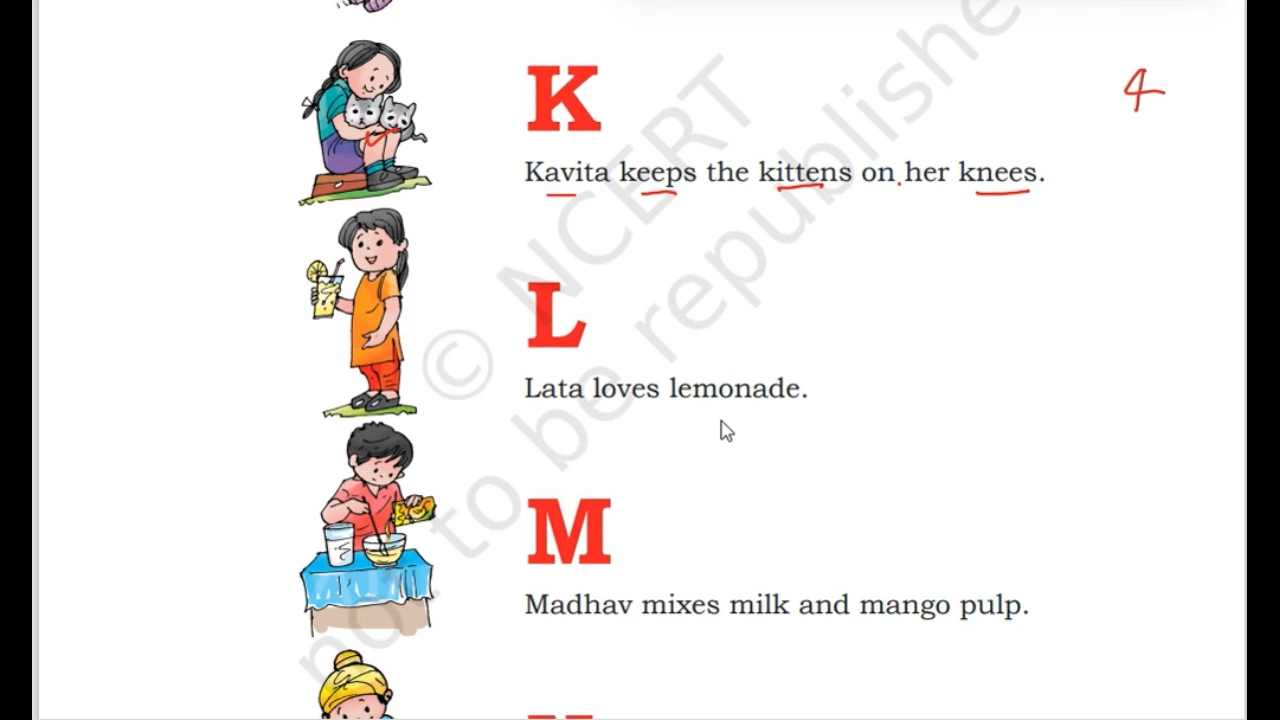 K
4
Kavita keeps the kittens on her knees.
L
Lata loves lemonade.
M
Madhav mixes milk and mango pulp.
© NCERT
not to be republishe